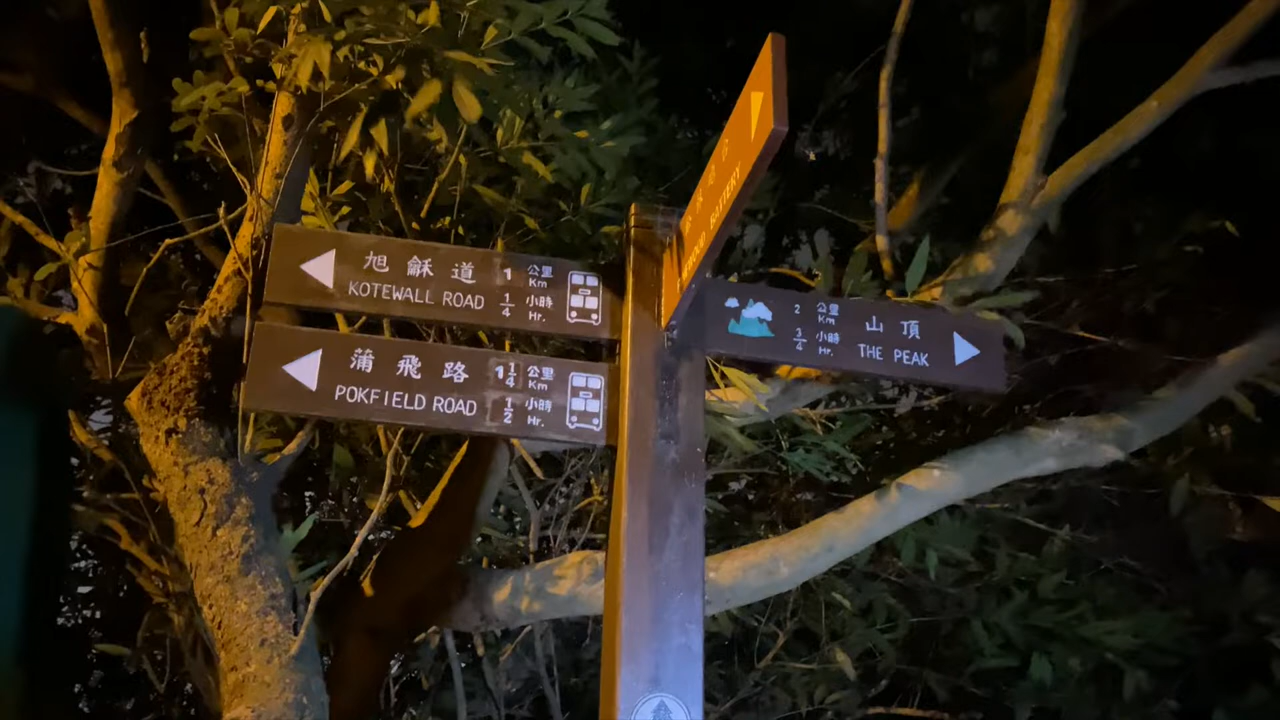 旭龢道
KOTEWALL ROAD
1 公里
Km
1/4 小時
Hr.
蒲飛路
POKFIELD ROAD
1 1/4 公里
Km
1/2 小時
Hr.
BATTERY
2 公里
Km
3/4 小時
Hr.
山頂
THE PEAK